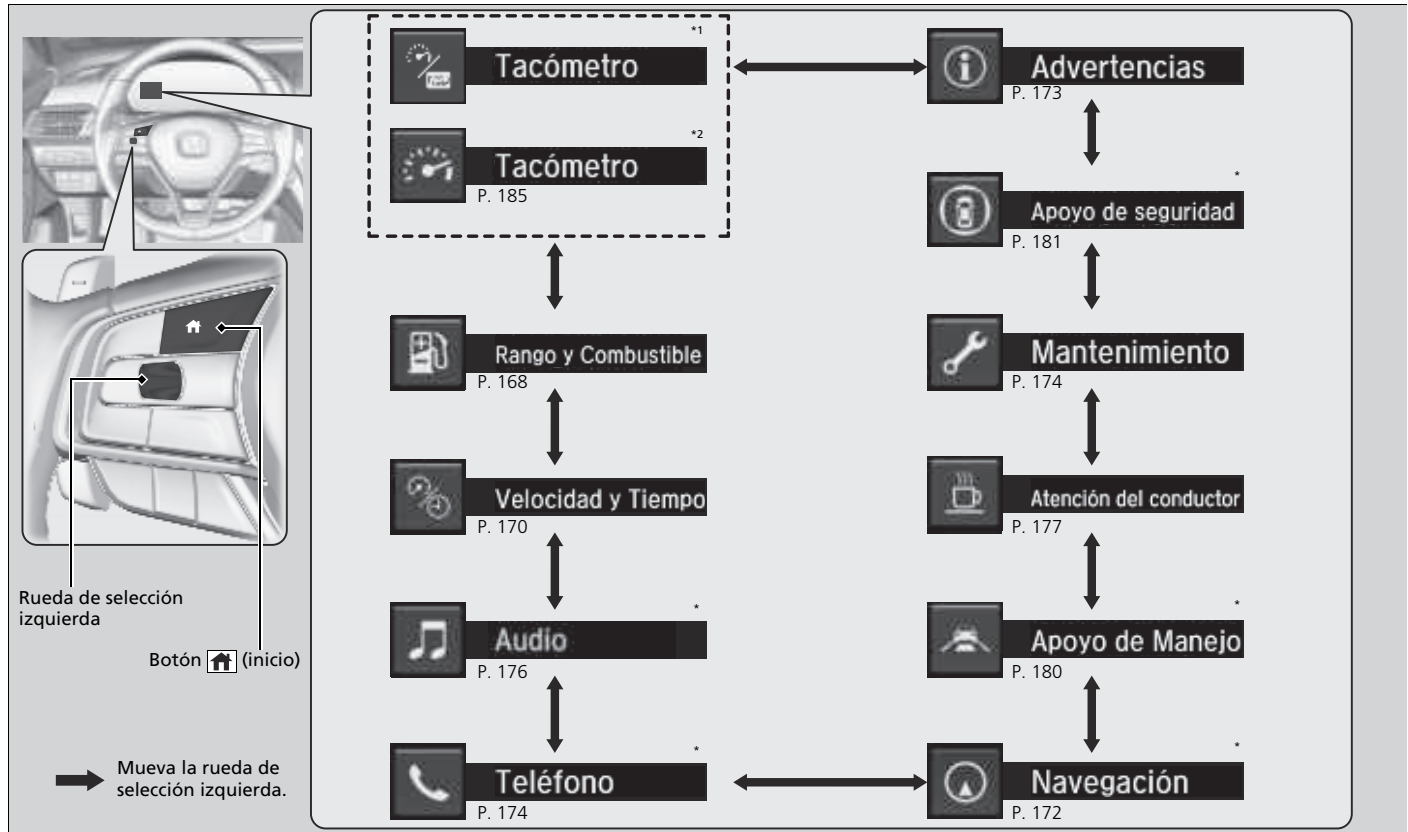 *1
Tacómetro
*2
Tacómetro
P. 185
Rango y Combustible
P. 168
Velocidad y Tiempo
P. 170
*
Audio
P. 176
*
Teléfono
P. 174
Advertencias
P. 173
*
Apoyo de seguridad
P. 181
Mantenimiento
P. 174
Atención del conductor
P. 177
*
Apoyo de Manejo
P. 180
*
Navegación
P. 172
Rueda de selección
izquierda
Botón (inicio)
Mueva la rueda de
selección izquierda.